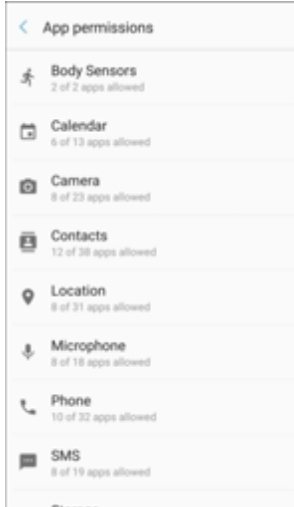 App permissions
Body Sensors
2 of 2 apps allowed
Calendar
6 of 13 apps allowed
Camera
8 of 23 apps allowed
Contacts
12 of 38 apps allowed
Location
8 of 31 apps allowed
Microphone
8 of 18 apps allowed
Phone
10 of 32 apps allowed
SMS
8 of 19 apps allowed